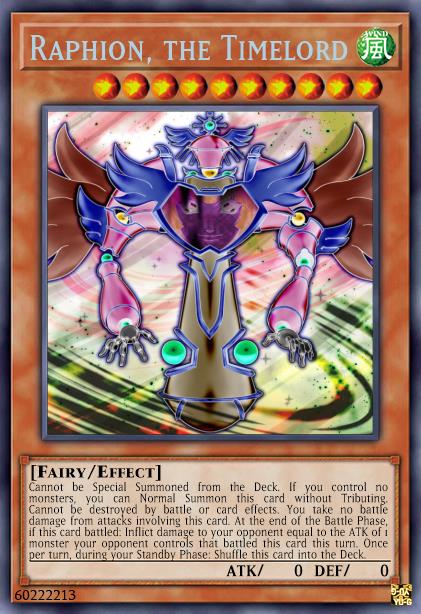 RAPHION, THE TIMELORD
WIND
風
[FAIRY/EFFECT]
Cannot be Special Summoned from the Deck. If you control no
monsters, you can Normal Summon this card without Tributing.
Cannot be destroyed by battle or card effects. You take no battle
damage from attacks involving this card. At the end of the Battle Phase,
if this card battled: Inflict damage to your opponent equal to the ATK of 1
monster your opponent controls that battled this card this turn. Once
per turn, during your Standby Phase: Shuffle this card into the Deck.
ATK/ 0 DEF/ 0
60222213